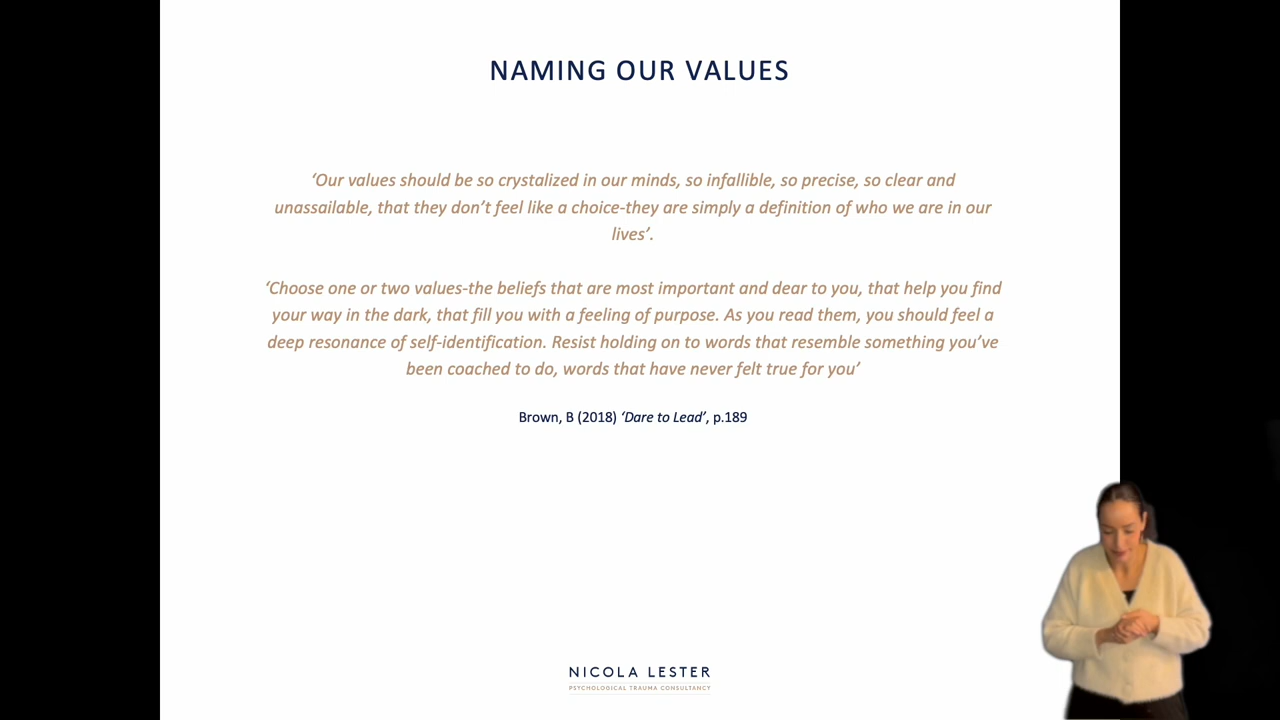 NAMING OUR VALUES
‘Our values should be so crystalized in our minds, so infallible, so precise, so clear and
unassailable, that they don’t feel like a choice-they are simply a definition of who we are in our
lives’.
‘Choose one or two values-the beliefs that are most important and dear to you, that help you find
your way in the dark, that fill you with a feeling of purpose. As you read them, you should feel a
deep resonance of self-identification. Resist holding on to words that resemble something you’ve
been coached to do, words that have never felt true for you’
Brown, B (2018) ‘Dare to Lead’, p.189
NICOLA LESTER
PSYCHOLOGICAL TRAUMA CONSULTANCY